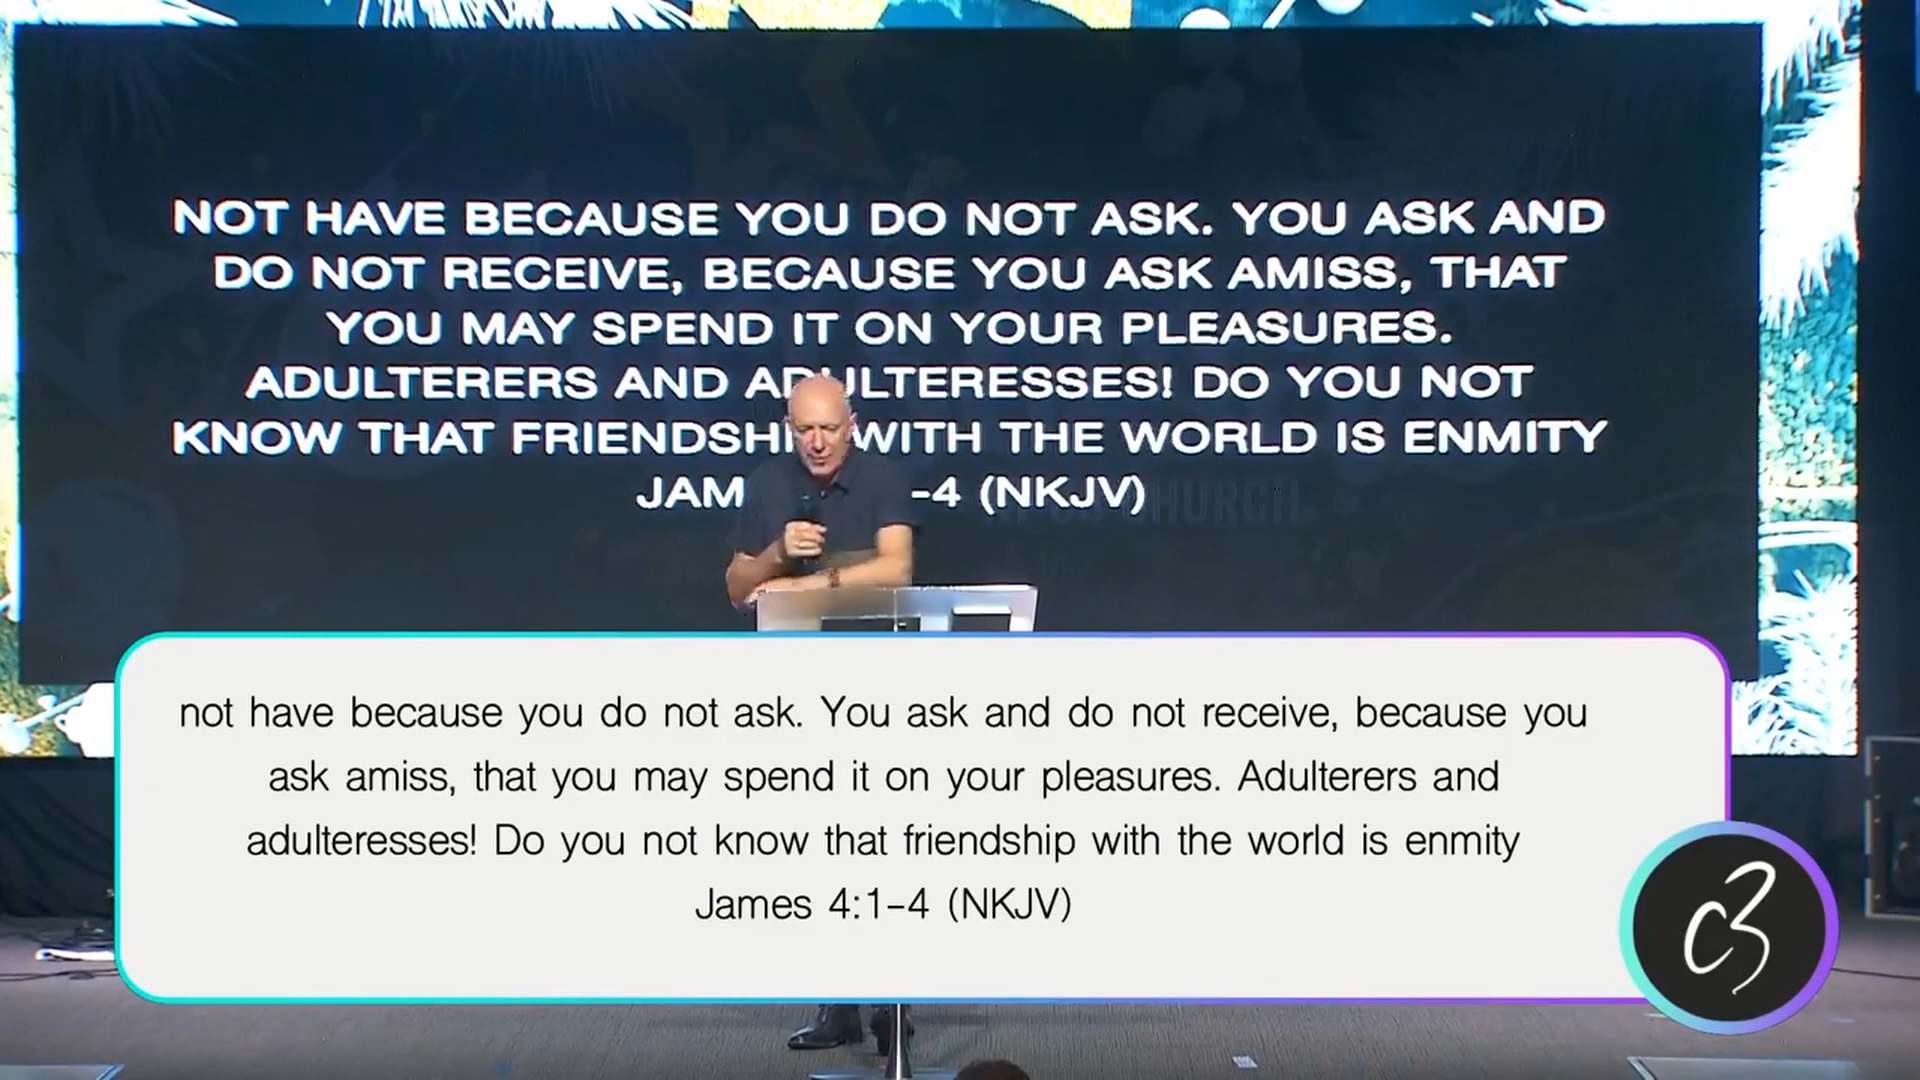 NOT HAVE BECAUSE YOU DO NOT ASK. YOU ASK AND
DO NOT RECEIVE, BECAUSE YOU ASK AMISS, THAT
YOU MAY SPEND IT ON YOUR PLEASURES.
ADULTERERS AND ADULTERESSES! DO YOU NOT
KNOW THAT FRIENDSHIP WITH THE WORLD IS ENMITY
JAM -4 (NKJV)
CHURCH
not have because you do not ask. You ask and do not receive, because you
ask amiss, that you may spend it on your pleasures. Adulterers and
adulteresses! Do you not know that friendship with the world is enmity
James 4:1-4 (NKJV)
c3